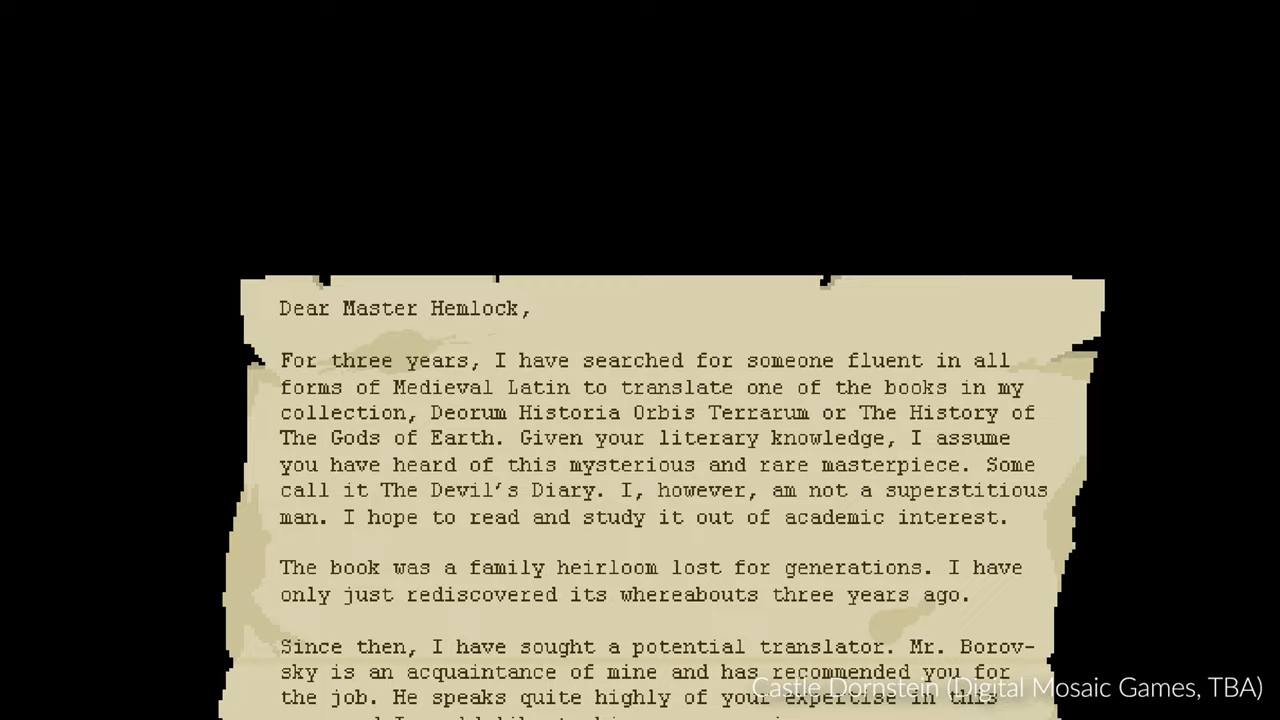 Dear Master Hemlock,
For three years, I have searched for someone fluent in all
forms of Medieval Latin to translate one of the books in my
collection, Deorum Historia Orbis Terrarum or The History of
The Gods of Earth. Given your literary knowledge, I assume
you have heard of this mysterious and rare masterpiece. Some
call it The Devil's Diary. I, however, am not a superstitious
man. I hope to read and study it out of academic interest.
The book was a family heirloom lost for generations. I have
only just rediscovered its whereabouts three years ago.
Since then, I have sought a potential translator. Mr. Borov-
sky is an acquaintance of mine and has recommended you for
the job. He speaks quite highly of your expertise in this
Castle Dornstein (Digital Mosaic Games, TBA)